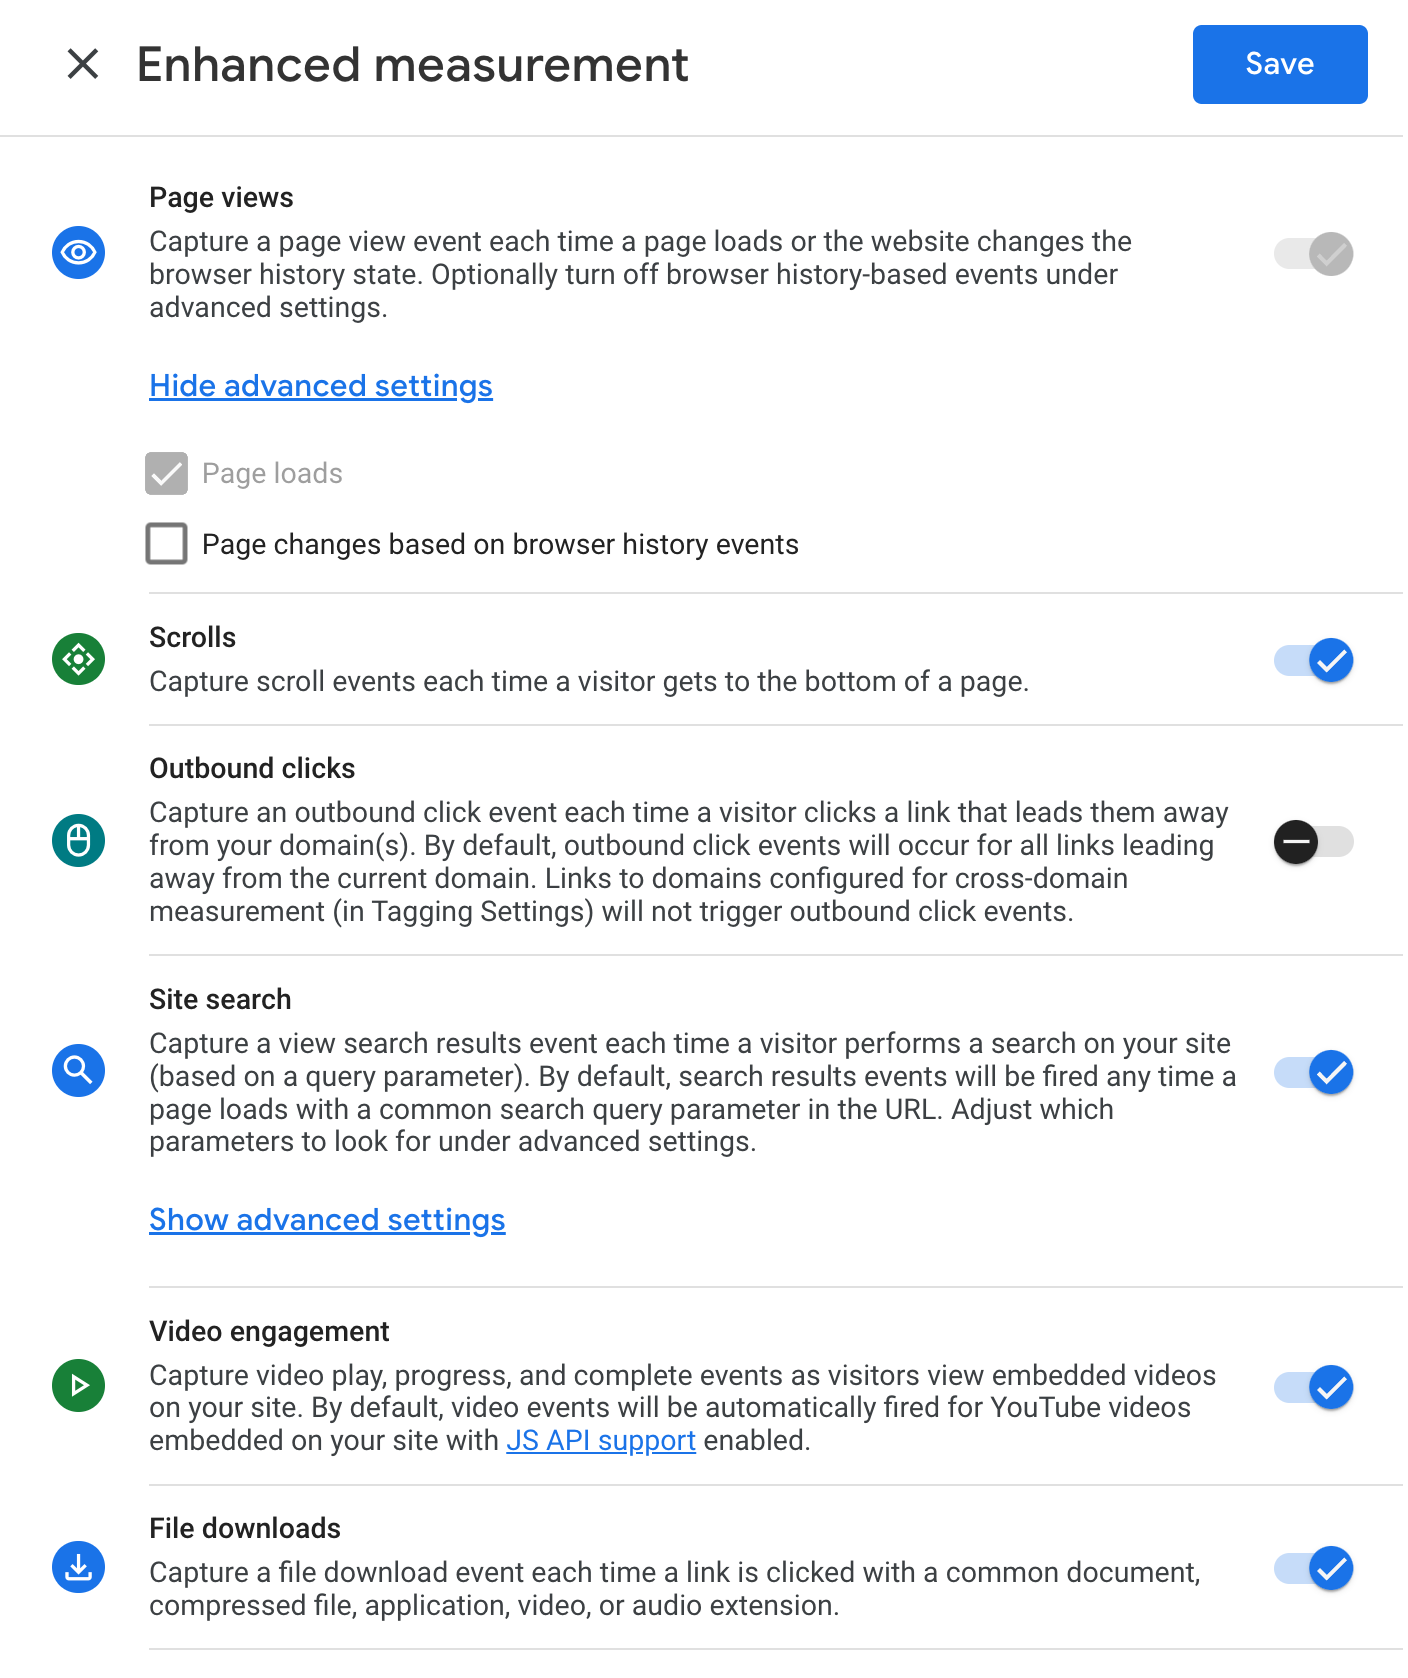 Enhanced measurement
Save
Page views
Capture a page view event each time a page loads or the website changes the
browser history state. Optionally turn off browser history-based events under
advanced settings.
Hide advanced settings
Page loads
Page changes based on browser history events
Scrolls
Capture scroll events each time a visitor gets to the bottom of a page.
Outbound clicks
Capture an outbound click event each time a visitor clicks a link that leads them away
from your domain(s). By default, outbound click events will occur for all links leading
away from the current domain. Links to domains configured for cross-domain
measurement (in Tagging Settings) will not trigger outbound click events.
Site search
Capture a view search results event each time a visitor performs a search on your site
(based on a query parameter). By default, search results events will be fired any time a
page loads with a common search query parameter in the URL. Adjust which
parameters to look for under advanced settings.
Show advanced settings
Video engagement
Capture video play, progress, and complete events as visitors view embedded videos
on your site. By default, video events will be automatically fired for YouTube videos
embedded on your site with JS API support enabled.
File downloads
Capture a file download event each time a link is clicked with a common document,
compressed file, application, video, or audio extension.